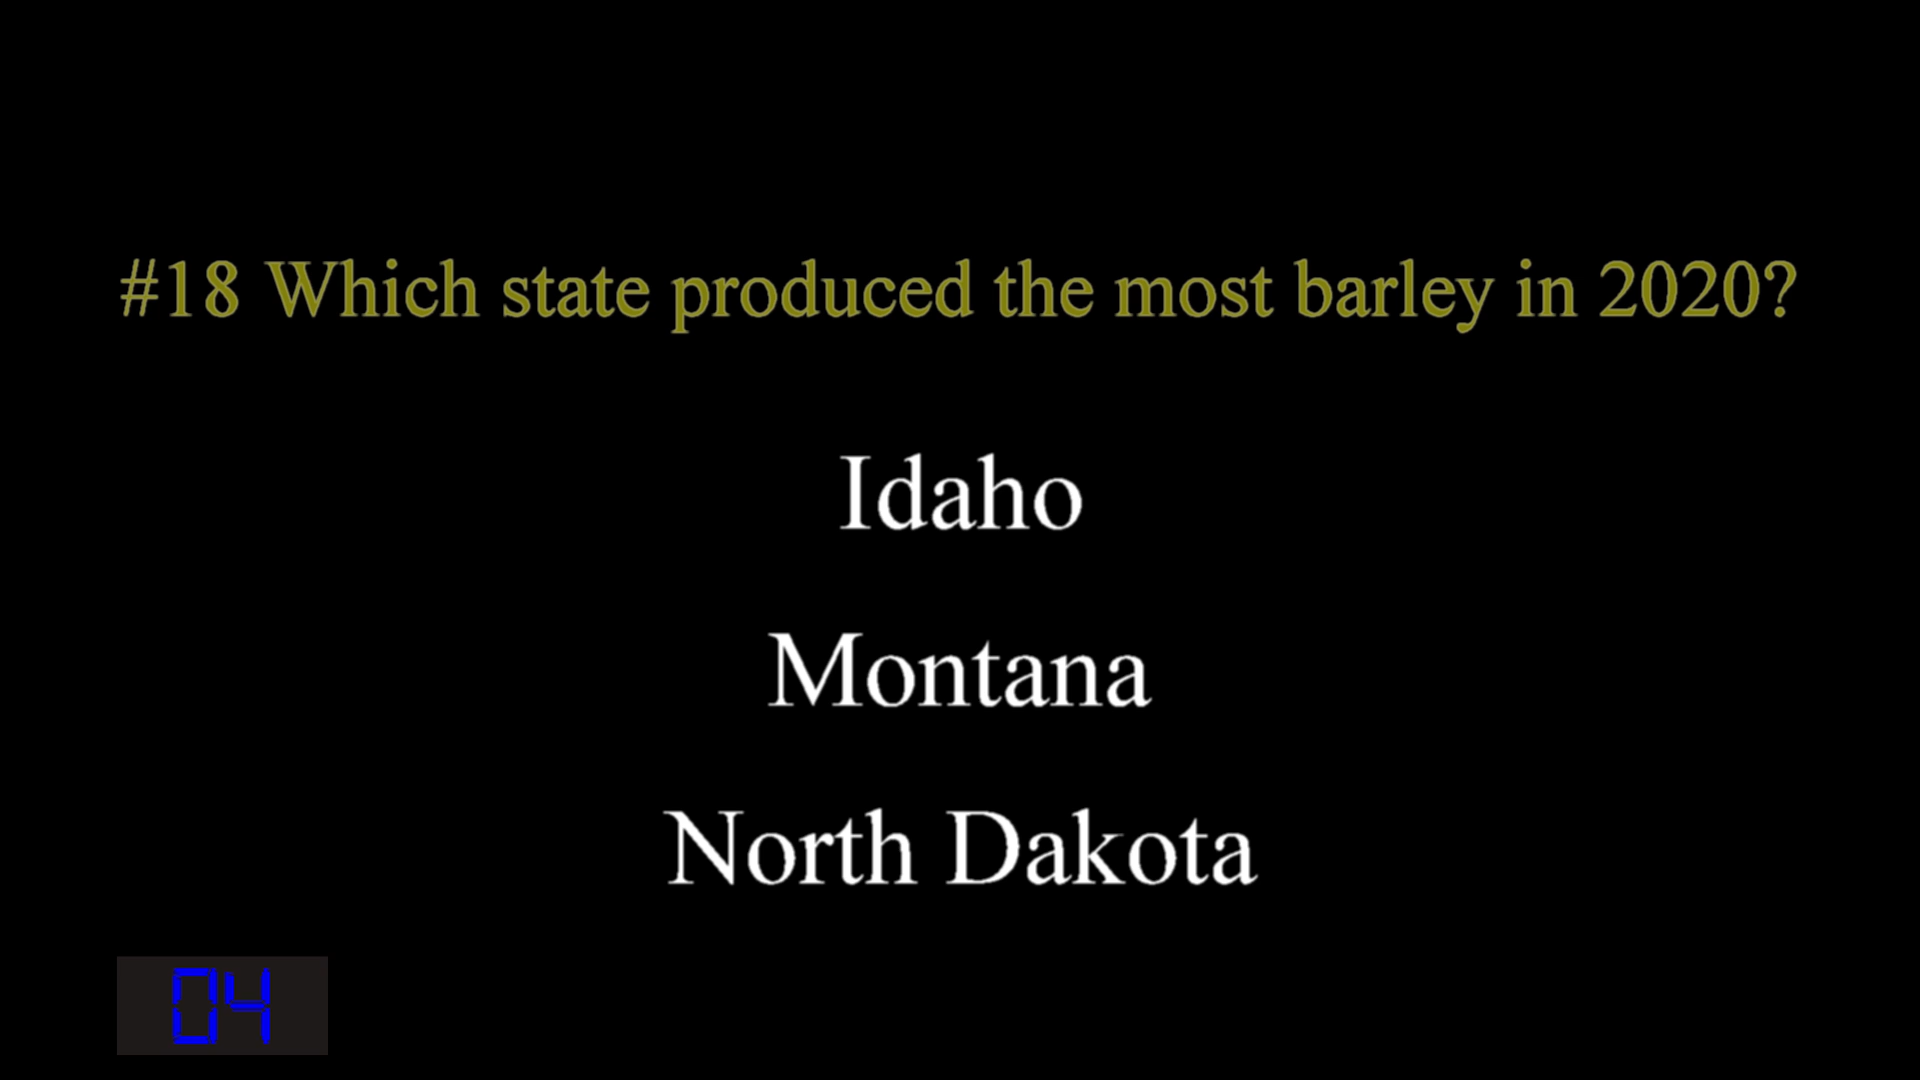 #18 Which state produced the most barley in 2020?
Idaho
Montana
North Dakota
04